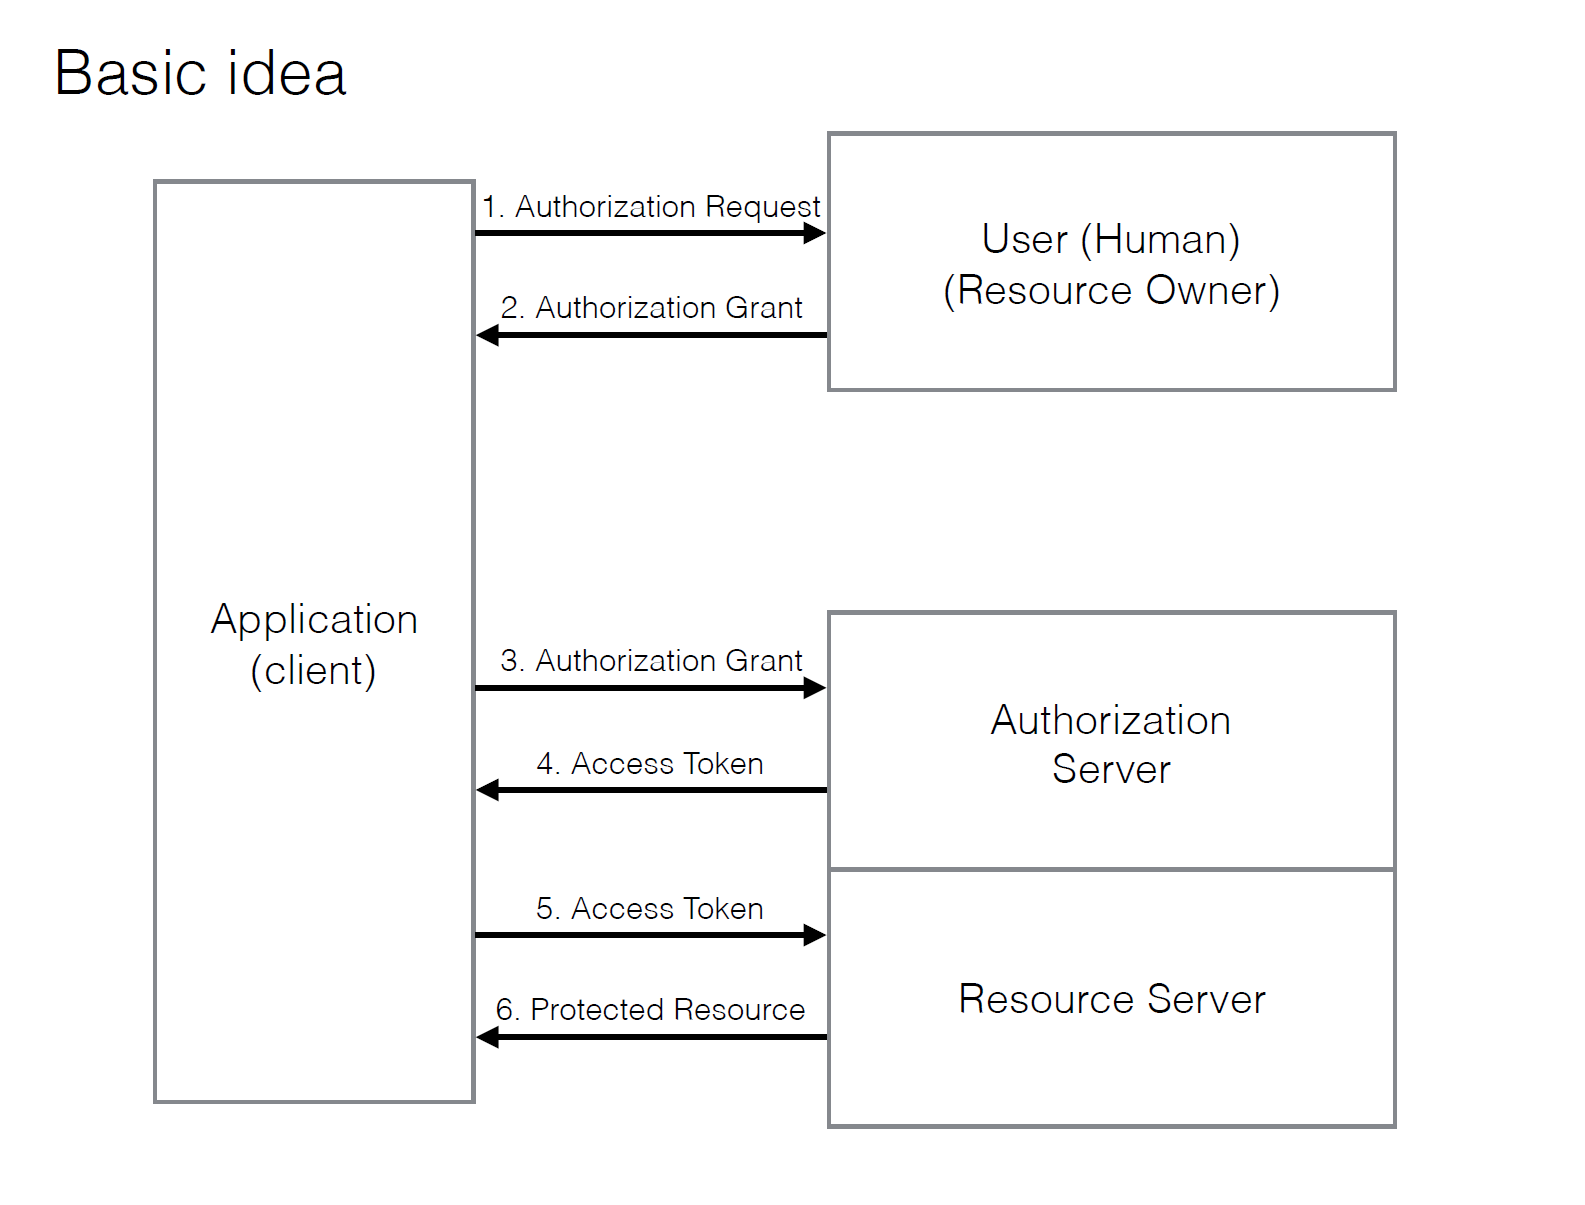 Basic idea
1. Authorization Request
User (Human)
(Resource Owner)
2. Authorization Grant
Application
(client)
3. Authorization Grant
Authorization
Server
4. Access Token
5. Access Token
Resource Server
6. Protected Resource